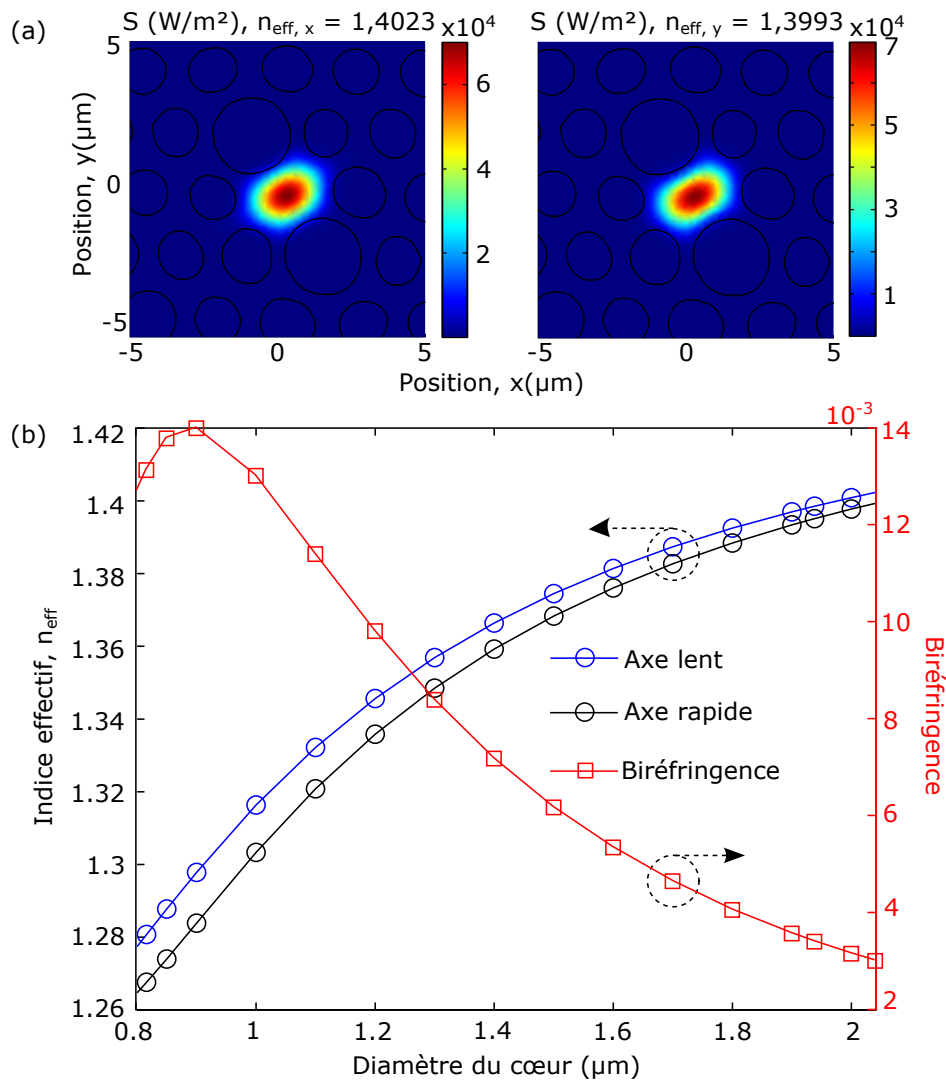 (a)
S (W/m²), n_eff, x = 1,4023
x10⁴
S (W/m²), n_eff, y = 1,3993
x10⁴
5
0
-5
Position, y(µm)
6
4
2
7
5
3
1
-5
0
5
-5
0
5
Position, x(µm)
(b)
10⁻³
1.42
1.4
1.38
1.36
1.34
1.32
1.3
1.28
1.26
Indice effectif, n_eff
14
12
10
8
6
4
2
Biréfringence
Axe lent
Axe rapide
Biréfringence
0.8
1
1.2
1.4
1.6
1.8
2
Diamètre du cœur (µm)